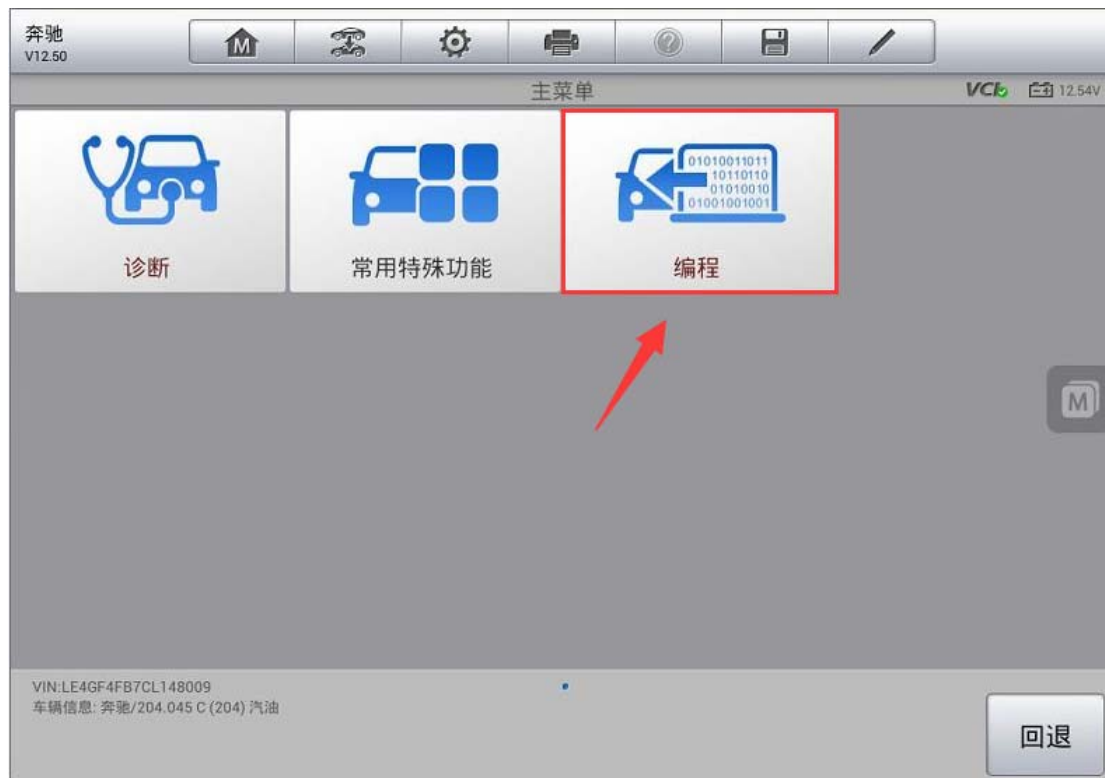 奔驰
V12.50
M
主菜单
VCI
12.54V
01010011011
10110110
01010010
01001001001
诊断
常用特殊功能
编程
M
VIN:LE4GF4FB7CL148009
车辆信息: 奔驰/204.045 C (204) 汽油
回退